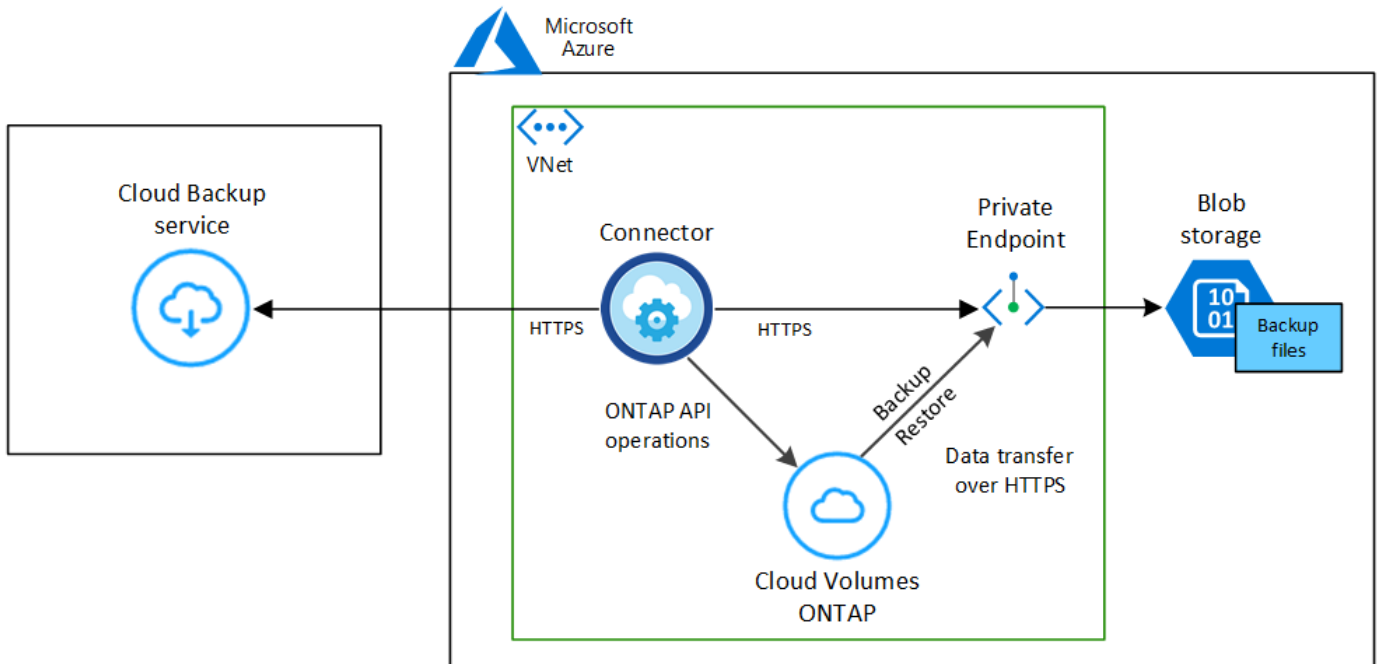 Microsoft
Azure
VNet
Cloud Backup
service
Connector
Private
Endpoint
Blob
storage
10
01
Backup
files
HTTPS
HTTPS
ONTAP API
operations
Backup
Restore
Data transfer
over HTTPS
Cloud Volumes
ONTAP